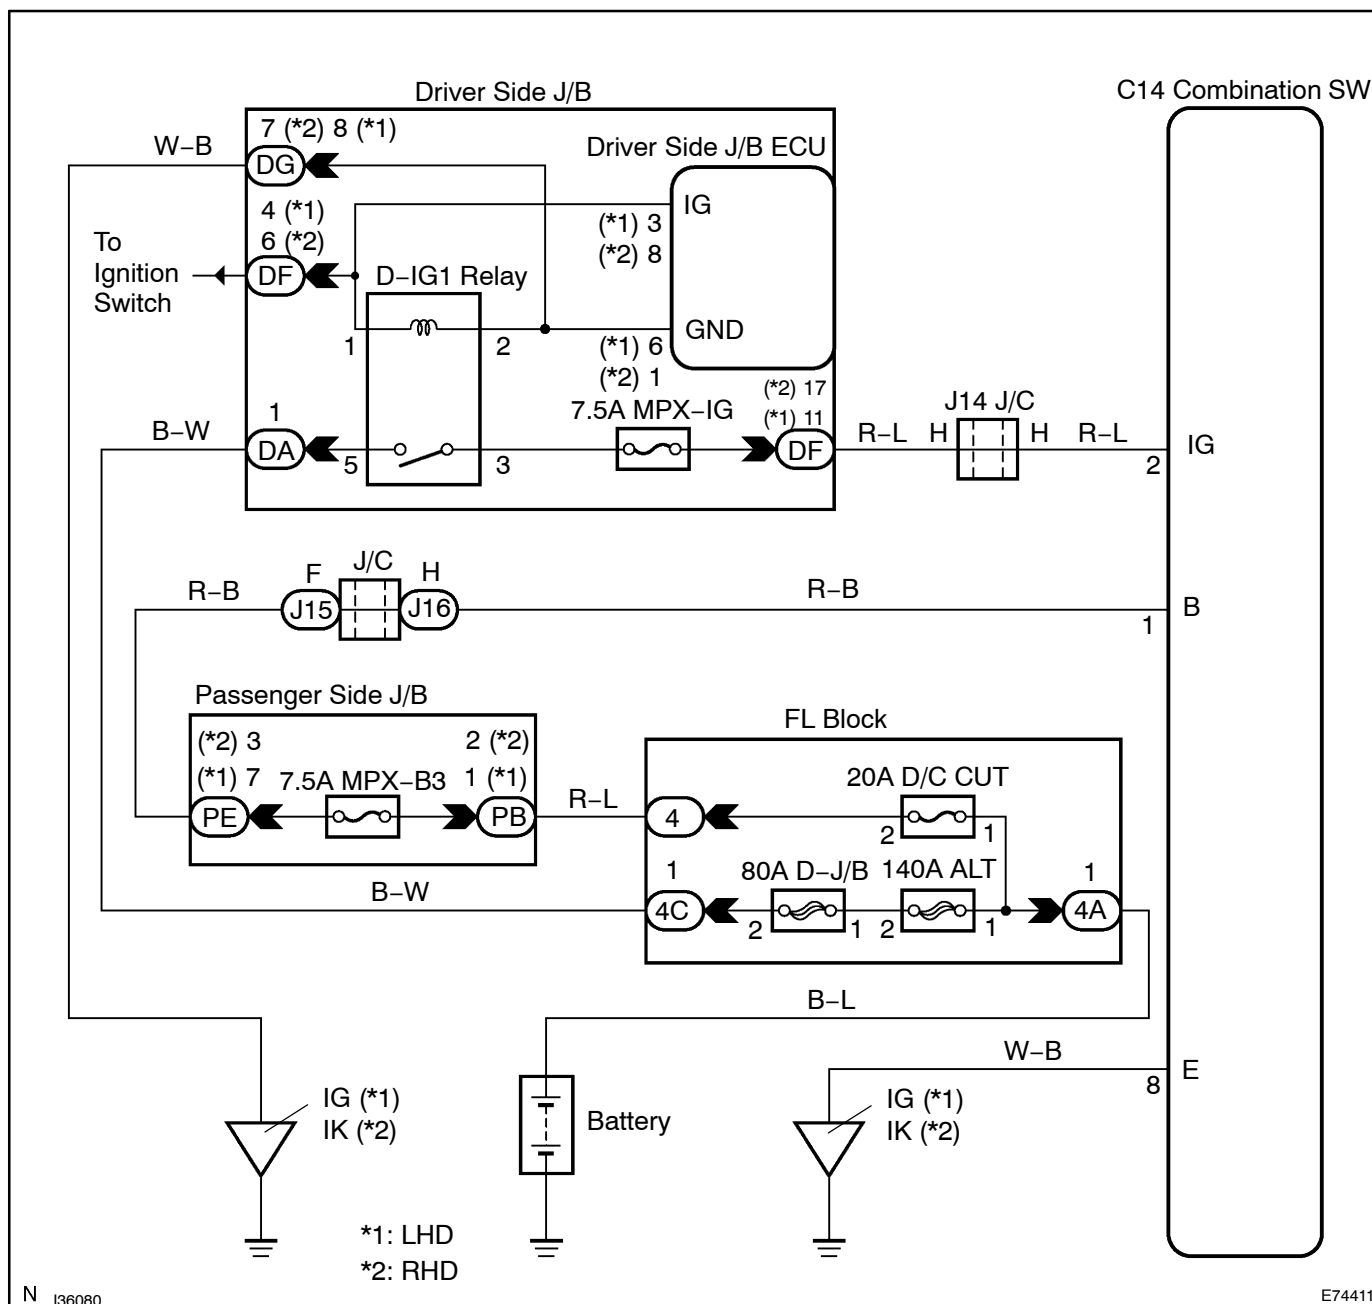 Driver Side J/B
C14 Combination SW
7 (*2) 8 (*1)
W-B
DG
Driver Side J/B ECU
IG
4 (*1)
6 (*2)
(*1) 3
(*2) 8
To
Ignition
Switch
DF
D-IG1 Relay
1
2
GND
(*1) 6
(*2) 1
(*2) 17
(*1) 11
7.5A MPX-IG
J14 J/C
1
B-W
DA
5
3
DF
R-L
H
H
R-L
2
IG
F
J/C
H
R-B
J15
J16
R-B
B
1
Passenger Side J/B
FL Block
(*2) 3
2 (*2)
(*1) 7
7.5A MPX-B3
1 (*1)
20A D/C CUT
PE
PB
R-L
4
2
1
B-W
1
80A D-J/B
140A ALT
1
4C
2
1
2
1
4A
B-L
W-B
E
8
IG (*1)
IK (*2)
Battery
IG (*1)
IK (*2)
*1: LHD
*2: RHD
N
I36080
E74411